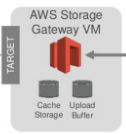 AWS Storage
Gateway VM
TARGET
Cache
Storage
Upload
Buffer